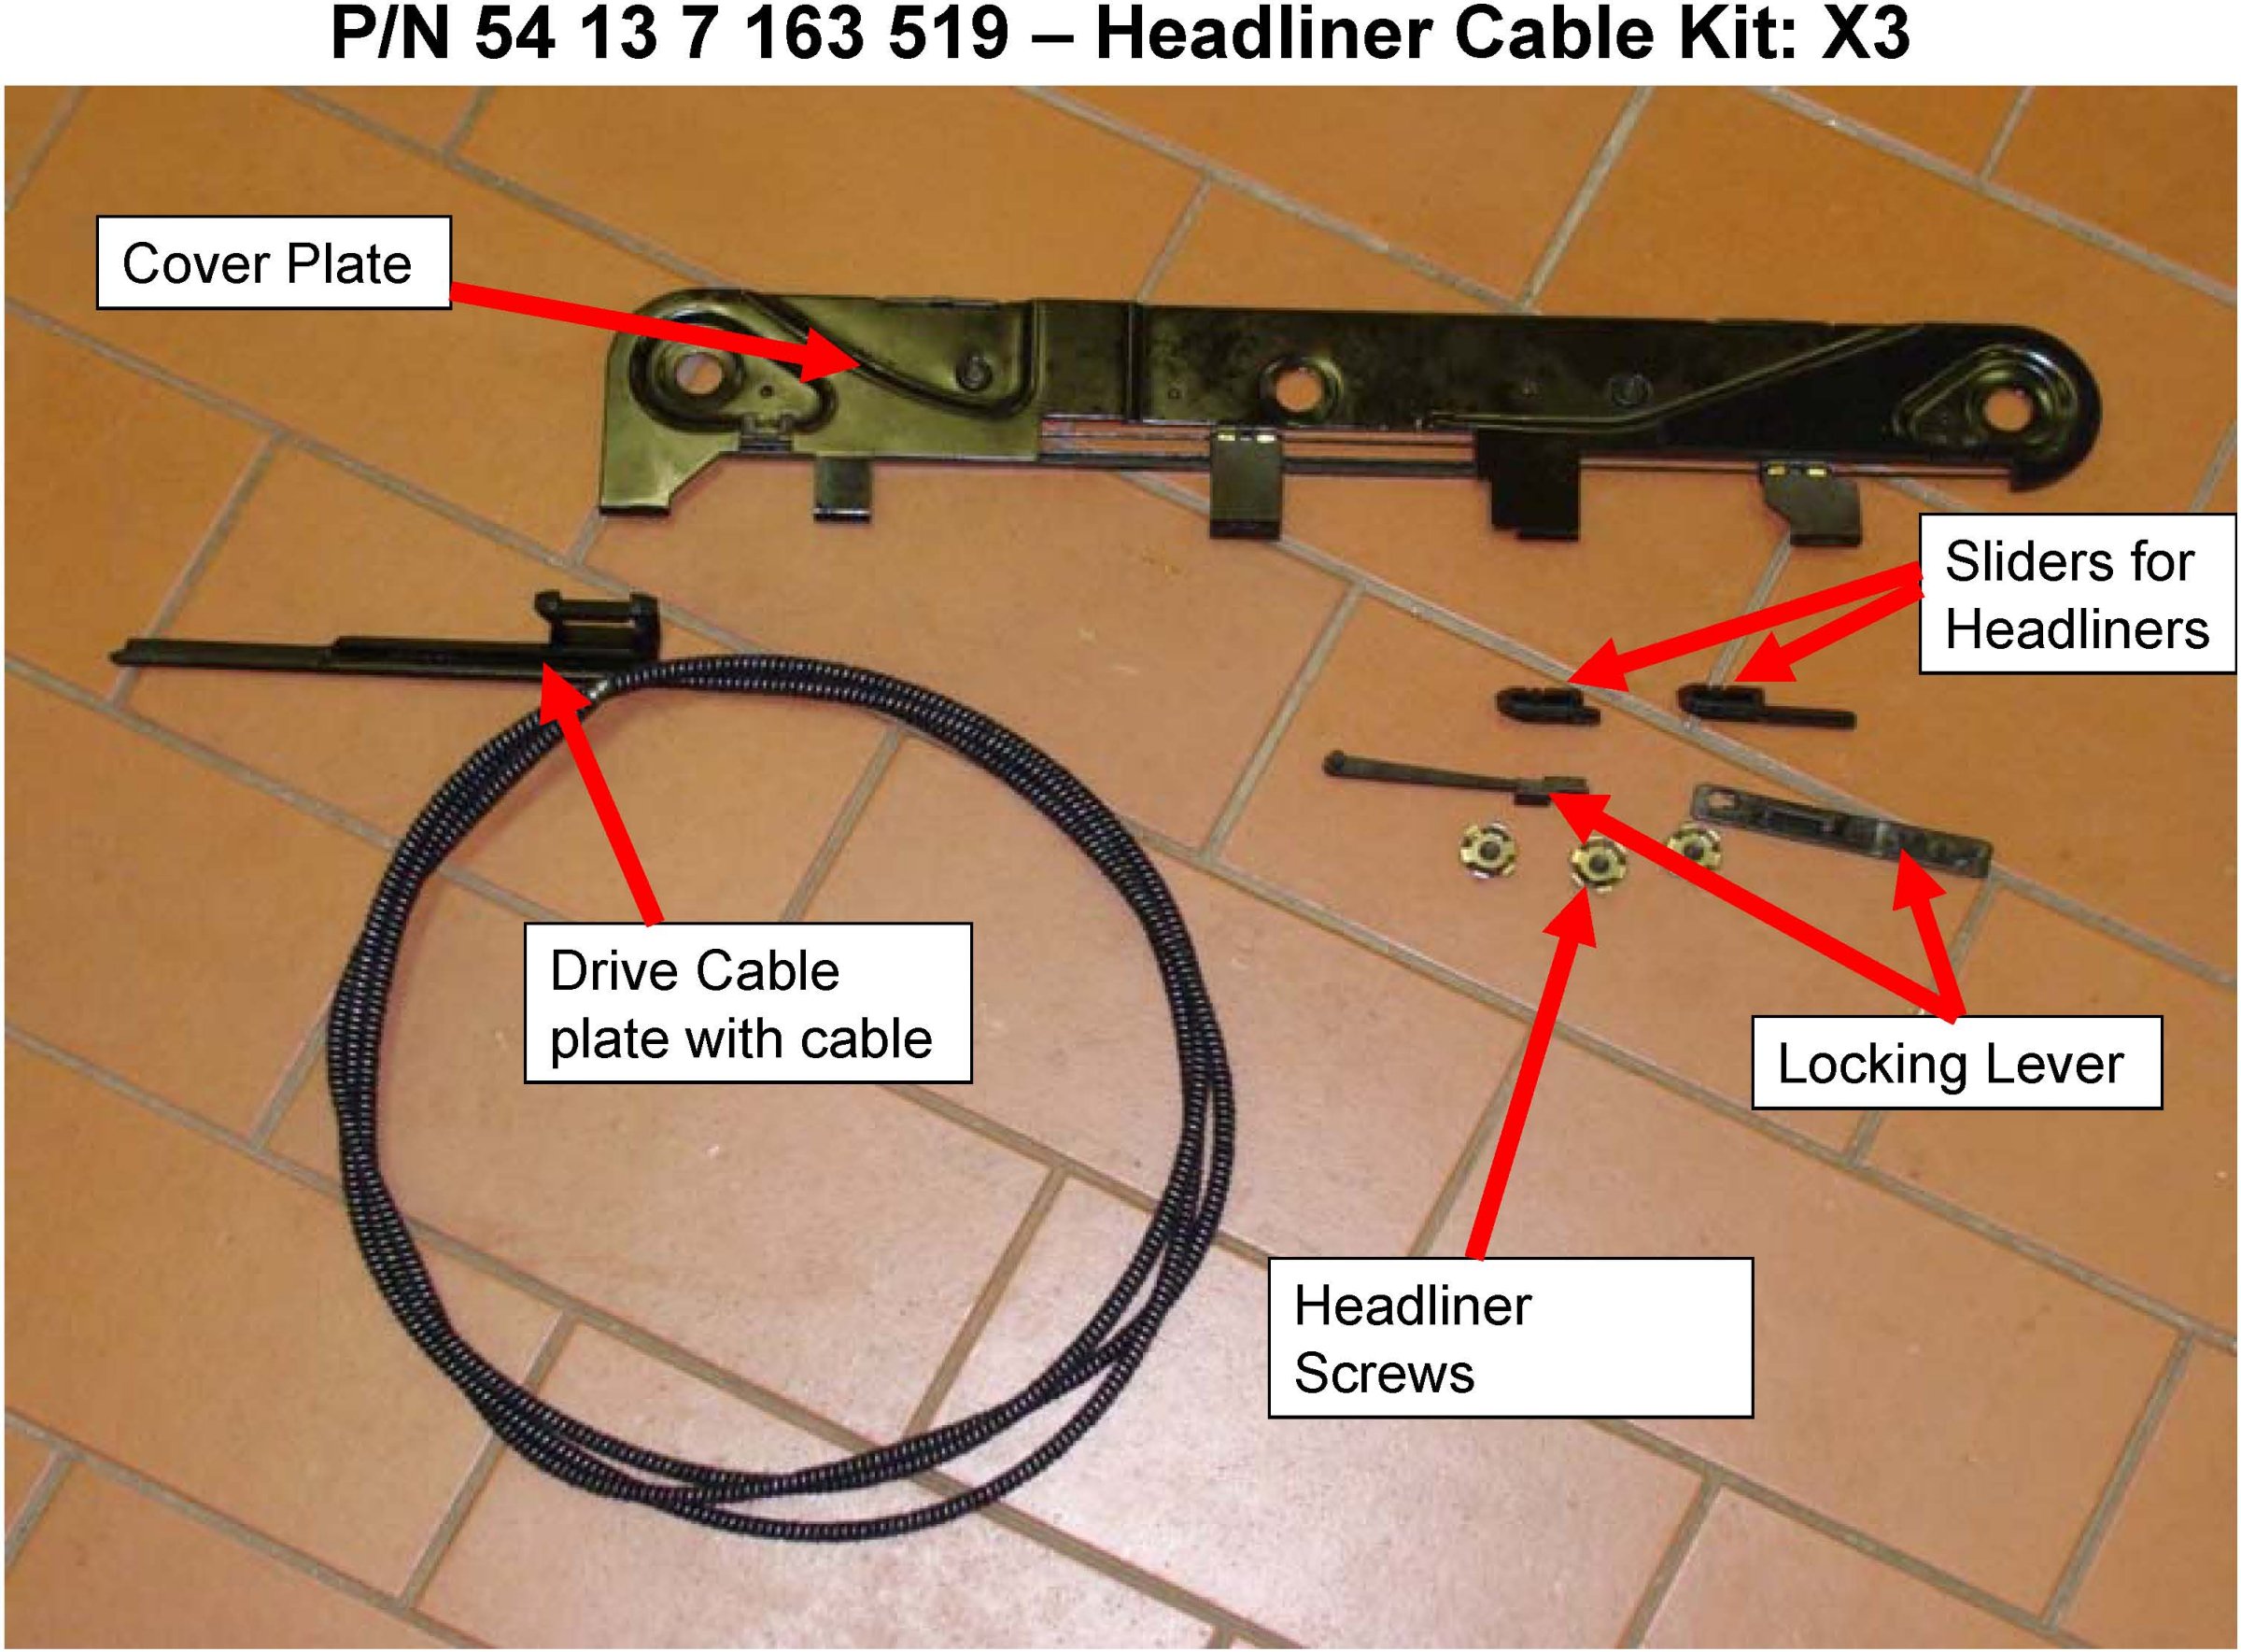 P/N 54 13 7 163 519 – Headliner Cable Kit: X3
Cover Plate
Sliders for
Headliners
Drive Cable
plate with cable
Locking Lever
Headliner
Screws